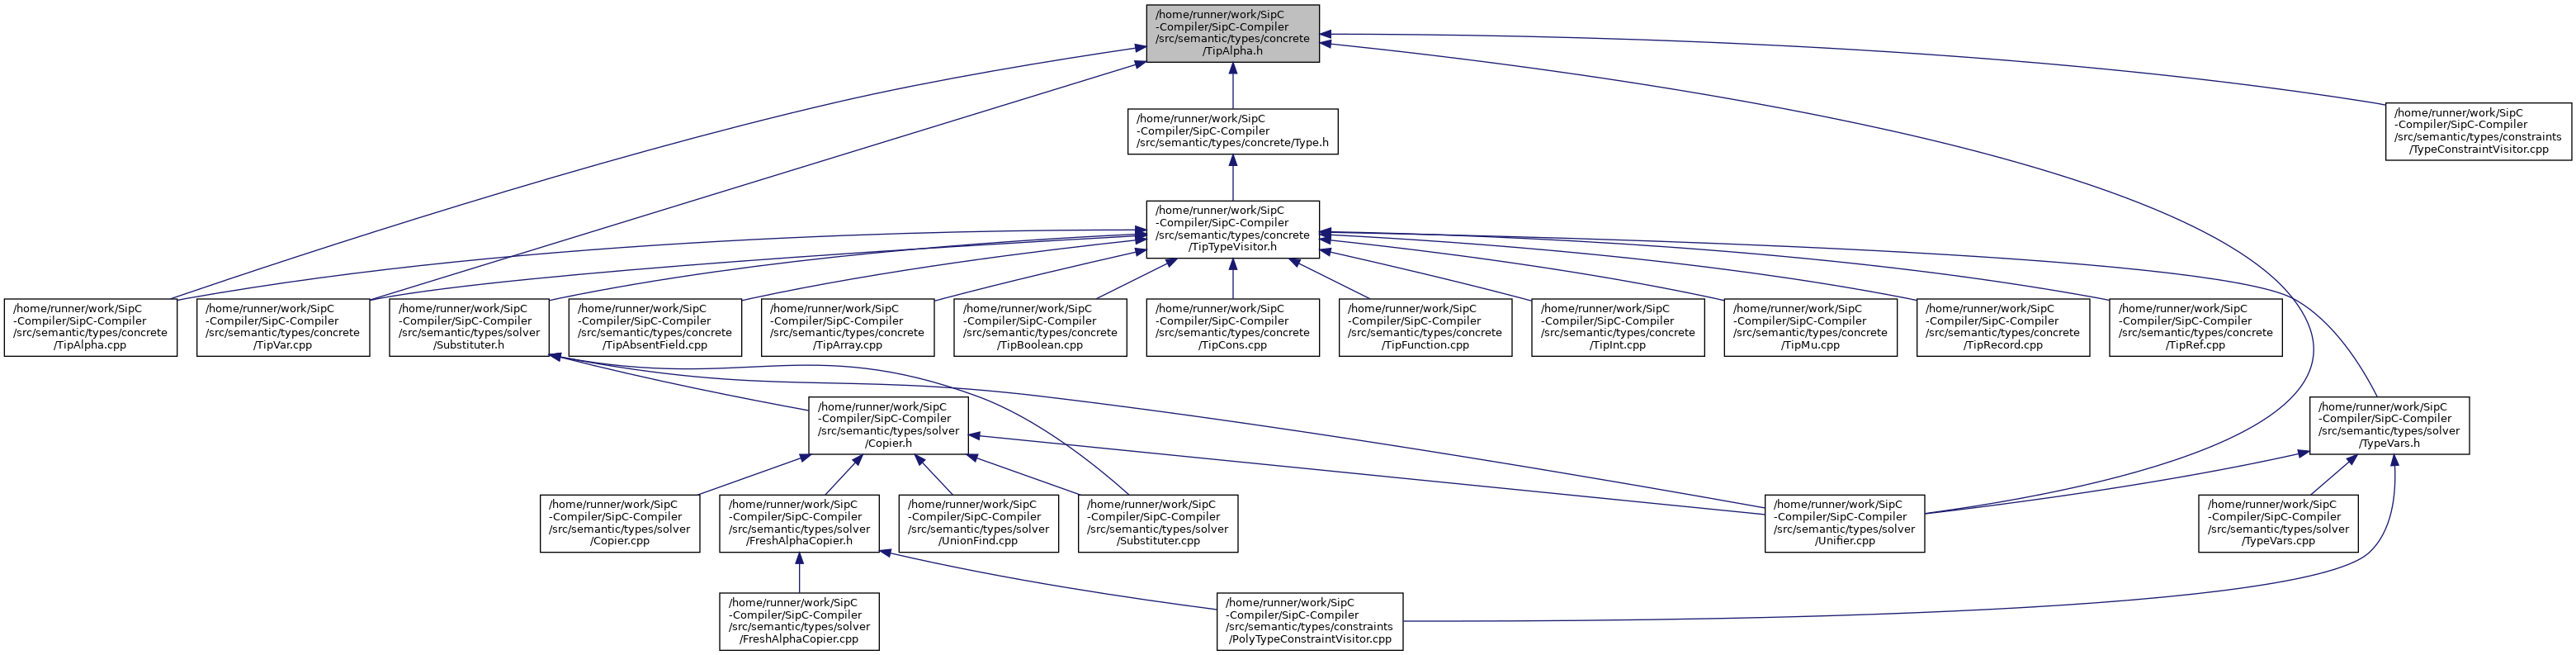 /home/runner/work/SipC
-Compiler/SipC-Compiler
/src/semantic/types/concrete
/TipAlpha.h
/home/runner/work/SipC
-Compiler/SipC-Compiler
/src/semantic/types/concrete/Type.h
/home/runner/work/SipC
-Compiler/SipC-Compiler
/src/semantic/types/constraints
/TypeConstraintVisitor.cpp
/home/runner/work/SipC
-Compiler/SipC-Compiler
/src/semantic/types/concrete
/TipTypeVisitor.h
/home/runner/work/SipC
-Compiler/SipC-Compiler
/src/semantic/types/concrete
/TipAlpha.cpp
/home/runner/work/SipC
-Compiler/SipC-Compiler
/src/semantic/types/concrete
/TipVar.cpp
/home/runner/work/SipC
-Compiler/SipC-Compiler
/src/semantic/types/solver
/Substituter.h
/home/runner/work/SipC
-Compiler/SipC-Compiler
/src/semantic/types/concrete
/TipAbsentField.cpp
/home/runner/work/SipC
-Compiler/SipC-Compiler
/src/semantic/types/concrete
/TipArray.cpp
/home/runner/work/SipC
-Compiler/SipC-Compiler
/src/semantic/types/concrete
/TipBoolean.cpp
/home/runner/work/SipC
-Compiler/SipC-Compiler
/src/semantic/types/concrete
/TipCons.cpp
/home/runner/work/SipC
-Compiler/SipC-Compiler
/src/semantic/types/concrete
/TipFunction.cpp
/home/runner/work/SipC
-Compiler/SipC-Compiler
/src/semantic/types/concrete
/TipInt.cpp
/home/runner/work/SipC
-Compiler/SipC-Compiler
/src/semantic/types/concrete
/TipMu.cpp
/home/runner/work/SipC
-Compiler/SipC-Compiler
/src/semantic/types/concrete
/TipRecord.cpp
/home/runner/work/SipC
-Compiler/SipC-Compiler
/src/semantic/types/concrete
/TipRef.cpp
/home/runner/work/SipC
-Compiler/SipC-Compiler
/src/semantic/types/solver
/Copier.h
/home/runner/work/SipC
-Compiler/SipC-Compiler
/src/semantic/types/solver
/TypeVars.h
/home/runner/work/SipC
-Compiler/SipC-Compiler
/src/semantic/types/solver
/Copier.cpp
/home/runner/work/SipC
-Compiler/SipC-Compiler
/src/semantic/types/solver
/FreshAlphaCopier.h
/home/runner/work/SipC
-Compiler/SipC-Compiler
/src/semantic/types/solver
/UnionFind.cpp
/home/runner/work/SipC
-Compiler/SipC-Compiler
/src/semantic/types/solver
/Substituter.cpp
/home/runner/work/SipC
-Compiler/SipC-Compiler
/src/semantic/types/solver
/Unifier.cpp
/home/runner/work/SipC
-Compiler/SipC-Compiler
/src/semantic/types/solver
/TypeVars.cpp
/home/runner/work/SipC
-Compiler/SipC-Compiler
/src/semantic/types/solver
/FreshAlphaCopier.cpp
/home/runner/work/SipC
-Compiler/SipC-Compiler
/src/semantic/types/constraints
/PolyTypeConstraintVisitor.cpp